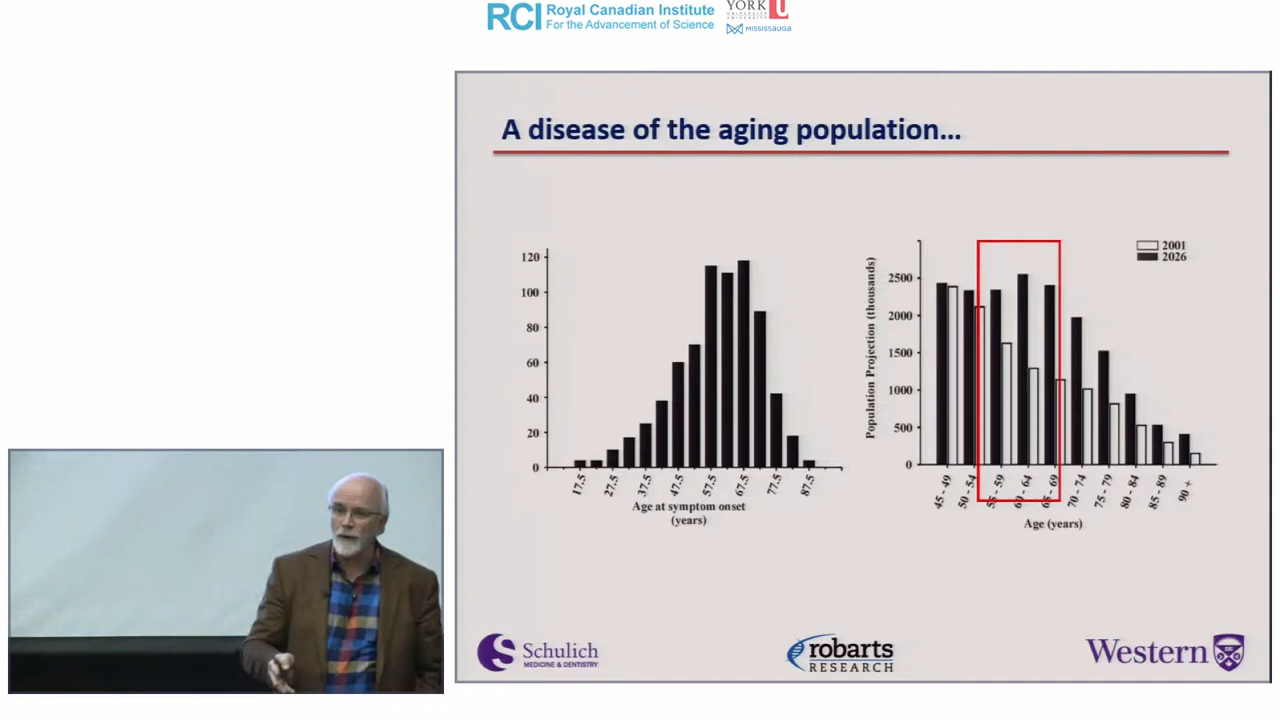 RCI Royal Canadian Institute
For the Advancement of Science
YORK U
UNIVERSITÉ
UNIVERSITY
MISSISSAUGA
A disease of the aging population…
120
100
80
60
40
20
0
17.5
27.5
37.5
47.5
57.5
67.5
77.5
87.5
Age at symptom onset
(years)
2001
2026
Population Projection (thousands)
2500
2000
1500
1000
500
0
45 - 49
50 - 54
55 - 59
60 - 64
65 - 69
70 - 74
75 - 79
80 - 84
85 - 89
90 +
Age (years)
Schulich
MEDICINE & DENTISTRY
robarts
RESEARCH
Western